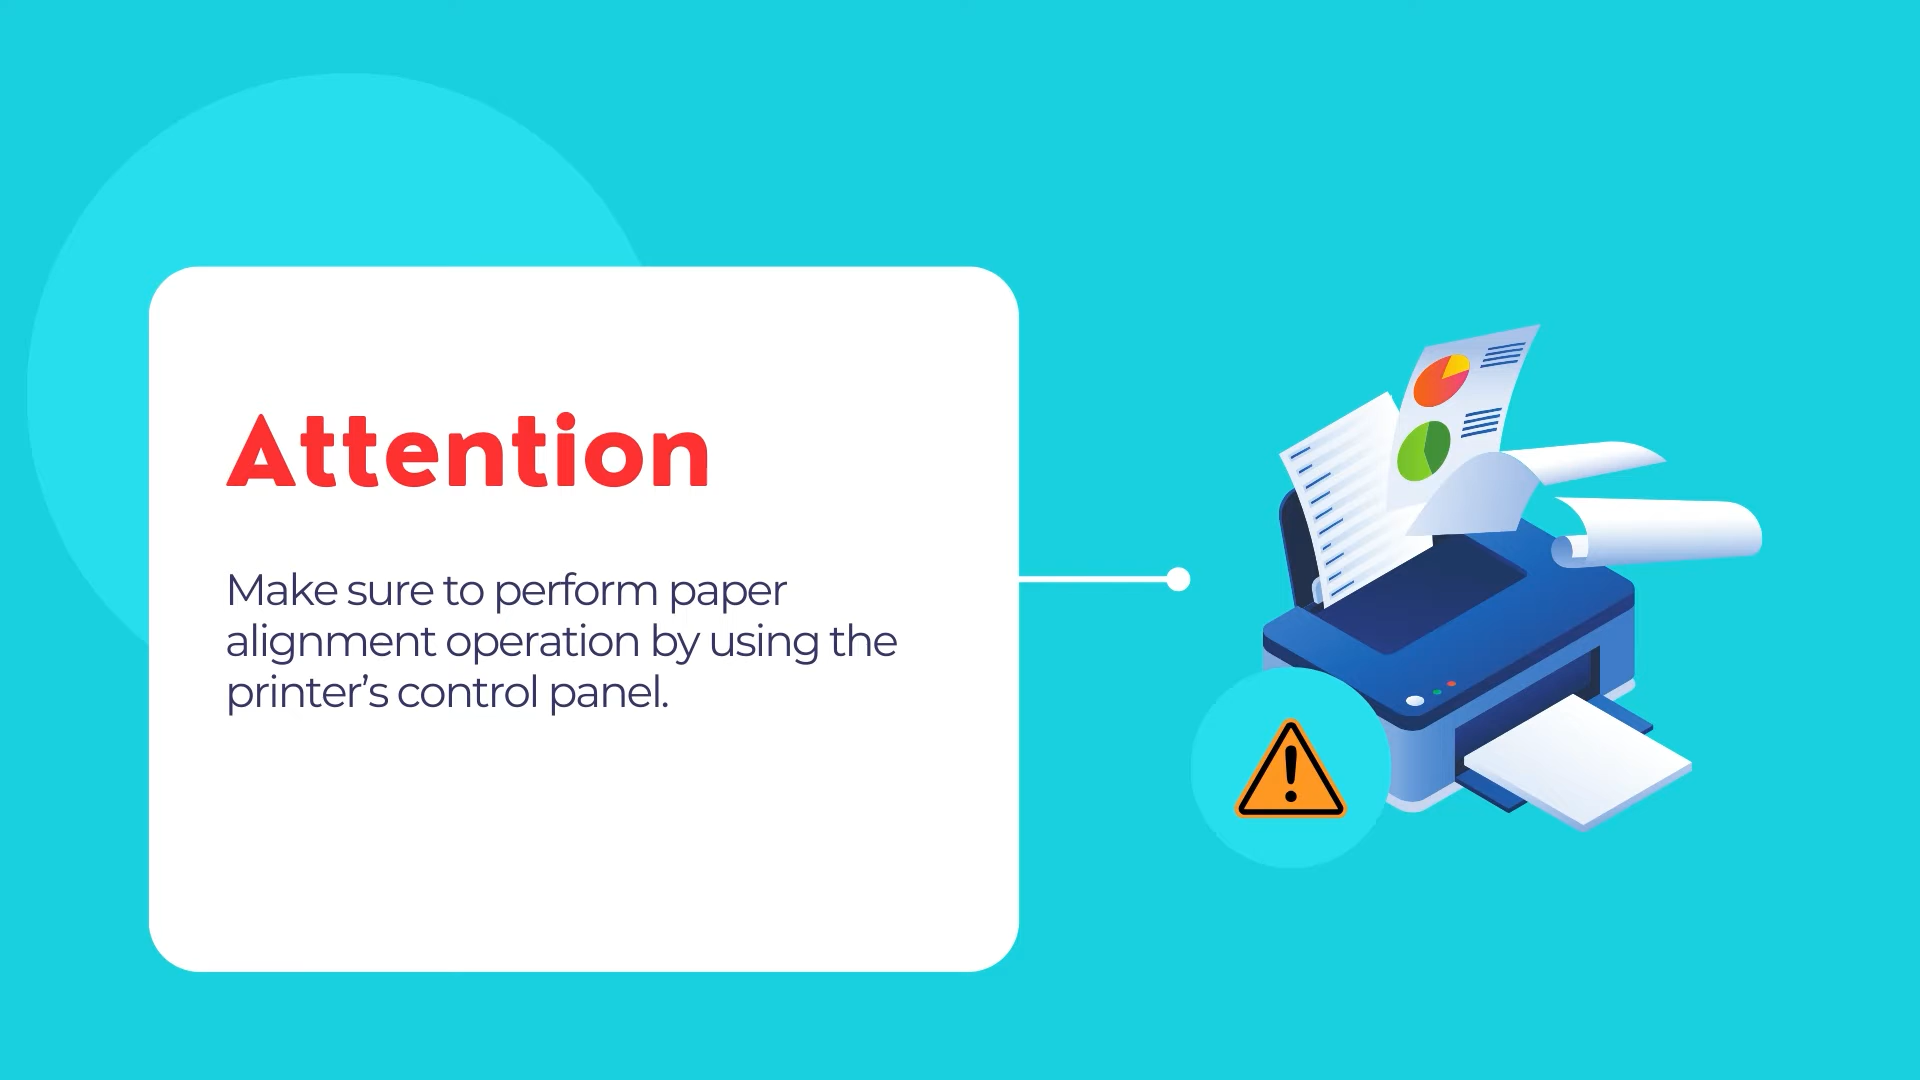 Attention
Make sure to perform paper
alignment operation by using the
printer’s control panel.